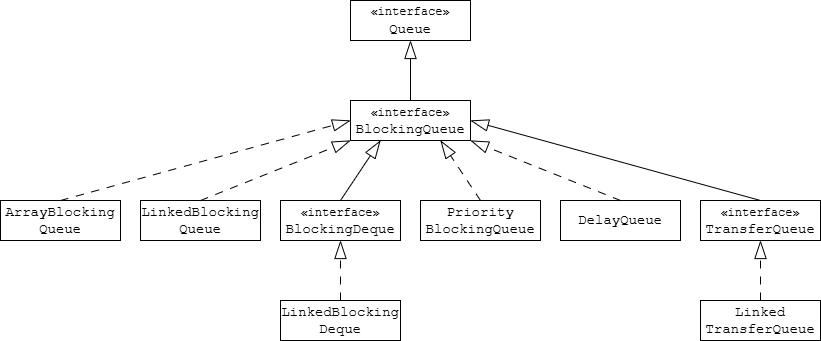 «interface»
Queue
«interface»
BlockingQueue
ArrayBlocking
Queue
LinkedBlocking
Queue
«interface»
BlockingDeque
Priority
BlockingQueue
DelayQueue
«interface»
TransferQueue
LinkedBlocking
Deque
Linked
TransferQueue